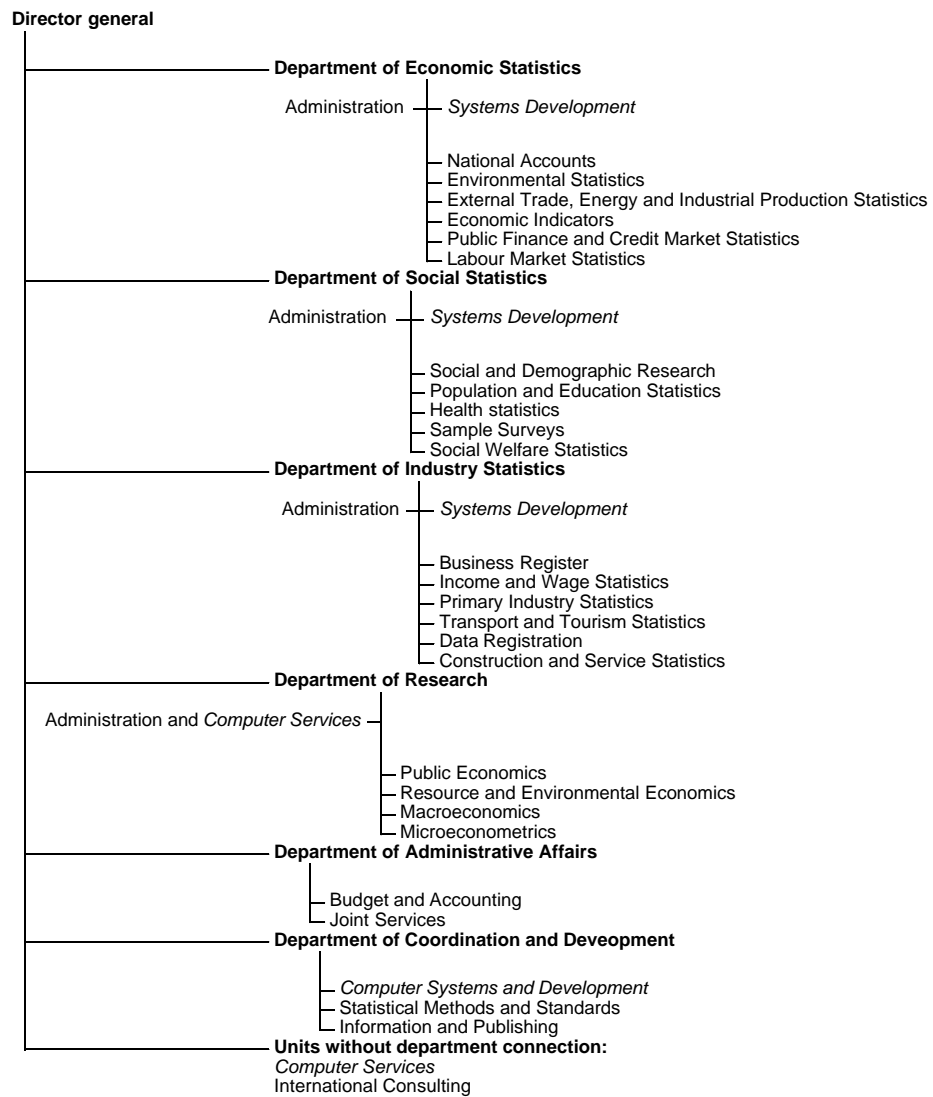 Director general
Department of Economic Statistics
Administration Systems Development
National Accounts
Environmental Statistics
External Trade, Energy and Industrial Production Statistics
Economic Indicators
Public Finance and Credit Market Statistics
Labour Market Statistics
Department of Social Statistics
Administration Systems Development
Social and Demographic Research
Population and Education Statistics
Health statistics
Sample Surveys
Social Welfare Statistics
Department of Industry Statistics
Administration Systems Development
Business Register
Income and Wage Statistics
Primary Industry Statistics
Transport and Tourism Statistics
Data Registration
Construction and Service Statistics
Department of Research
Administration and Computer Services
Public Economics
Resource and Environmental Economics
Macroeconomics
Microeconometrics
Department of Administrative Affairs
Budget and Accounting
Joint Services
Department of Coordination and Deveopment
Computer Systems and Development
Statistical Methods and Standards
Information and Publishing
Units without department connection:
Computer Services
International Consulting